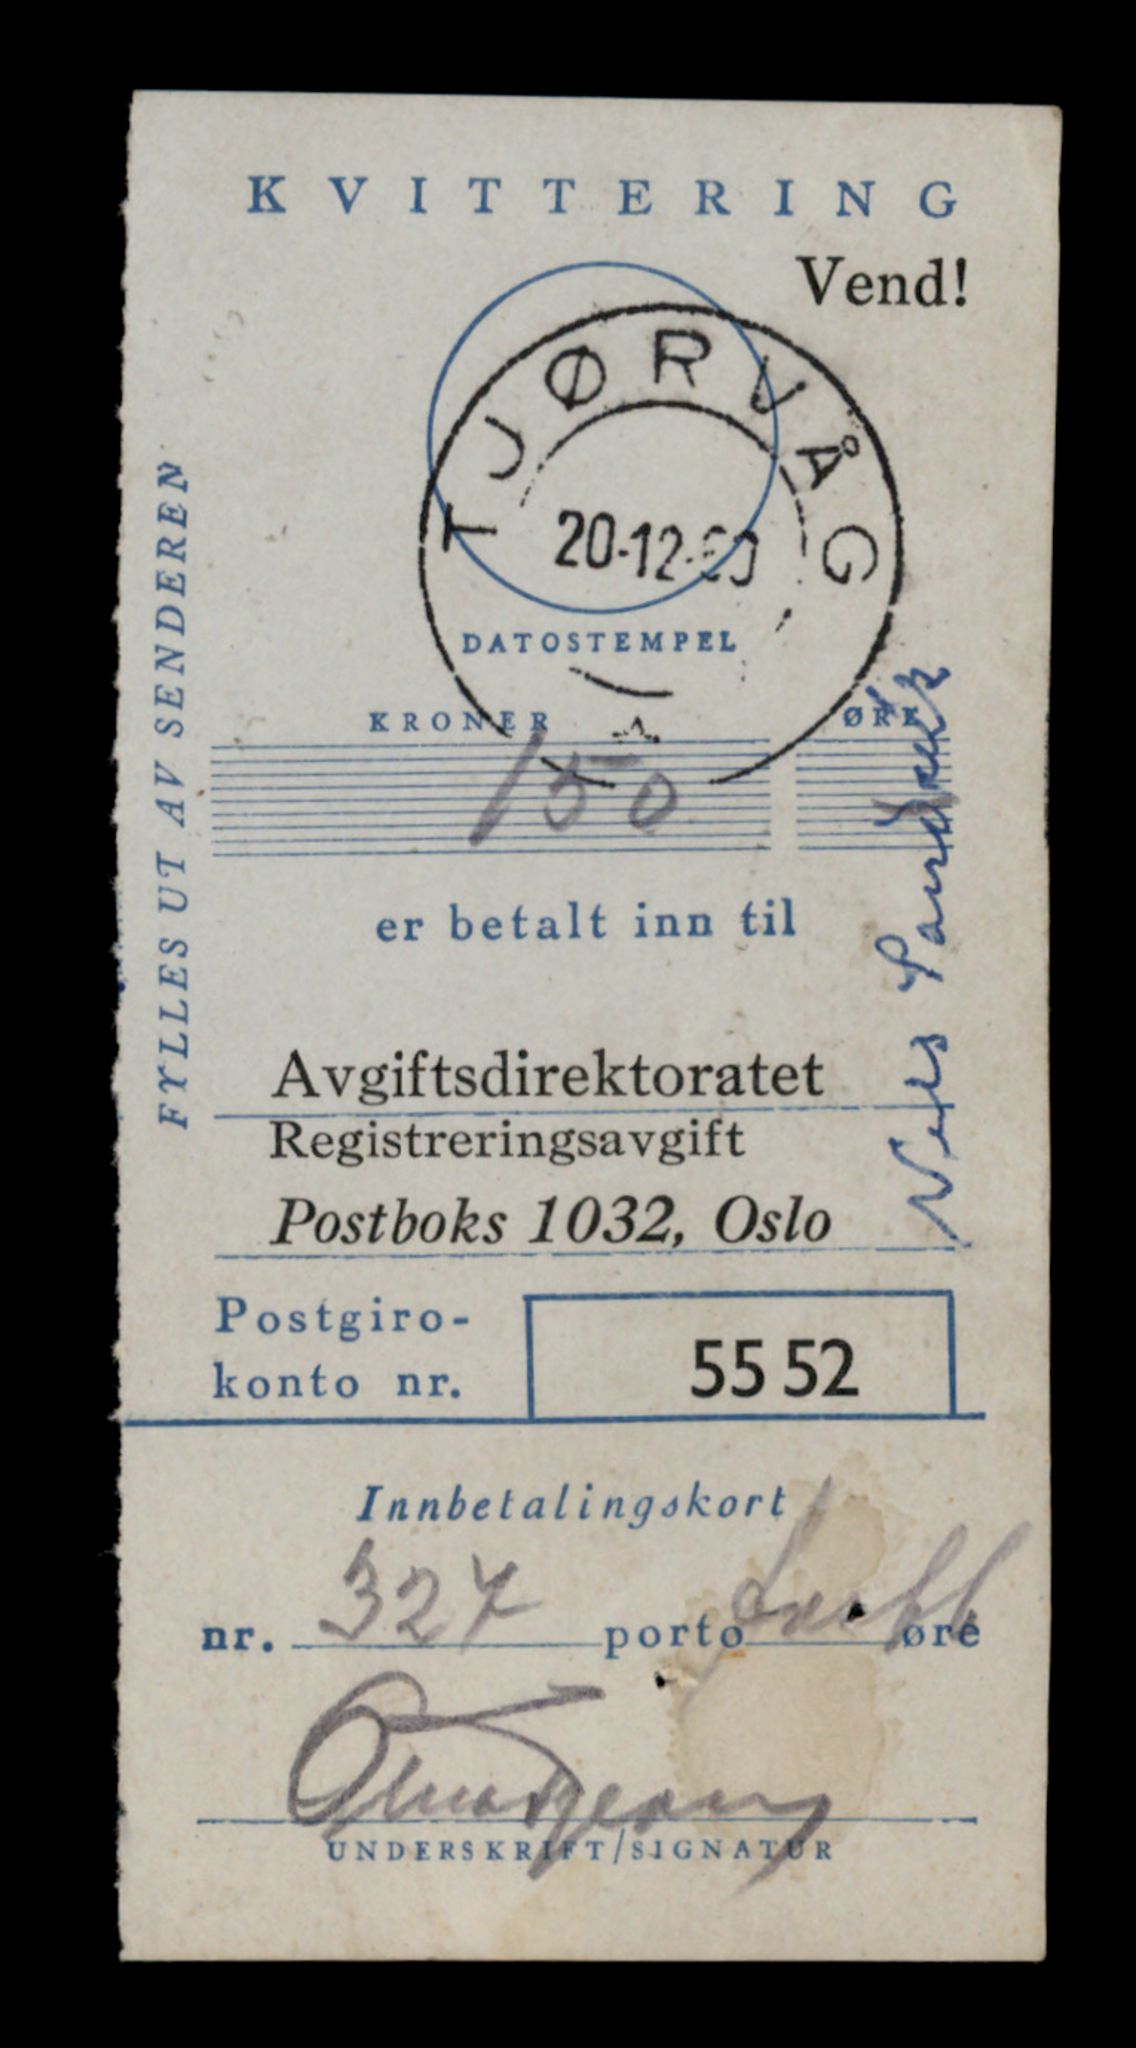 KVITTERING
Vend!
TJØRVÅG
20-12-60
DATOSTEMPEL
FYLLES UT AV SENDEREN
KRONER ØRE
150
er betalt inn til
Avgiftsdirektoratet
Registreringsavgift
Postboks 1032, Oslo
Nils
Postgiro-
konto nr. 55 52
Innbetalingskort
nr. 327 porto øre
UNDERSKRIFT/SIGNATUR